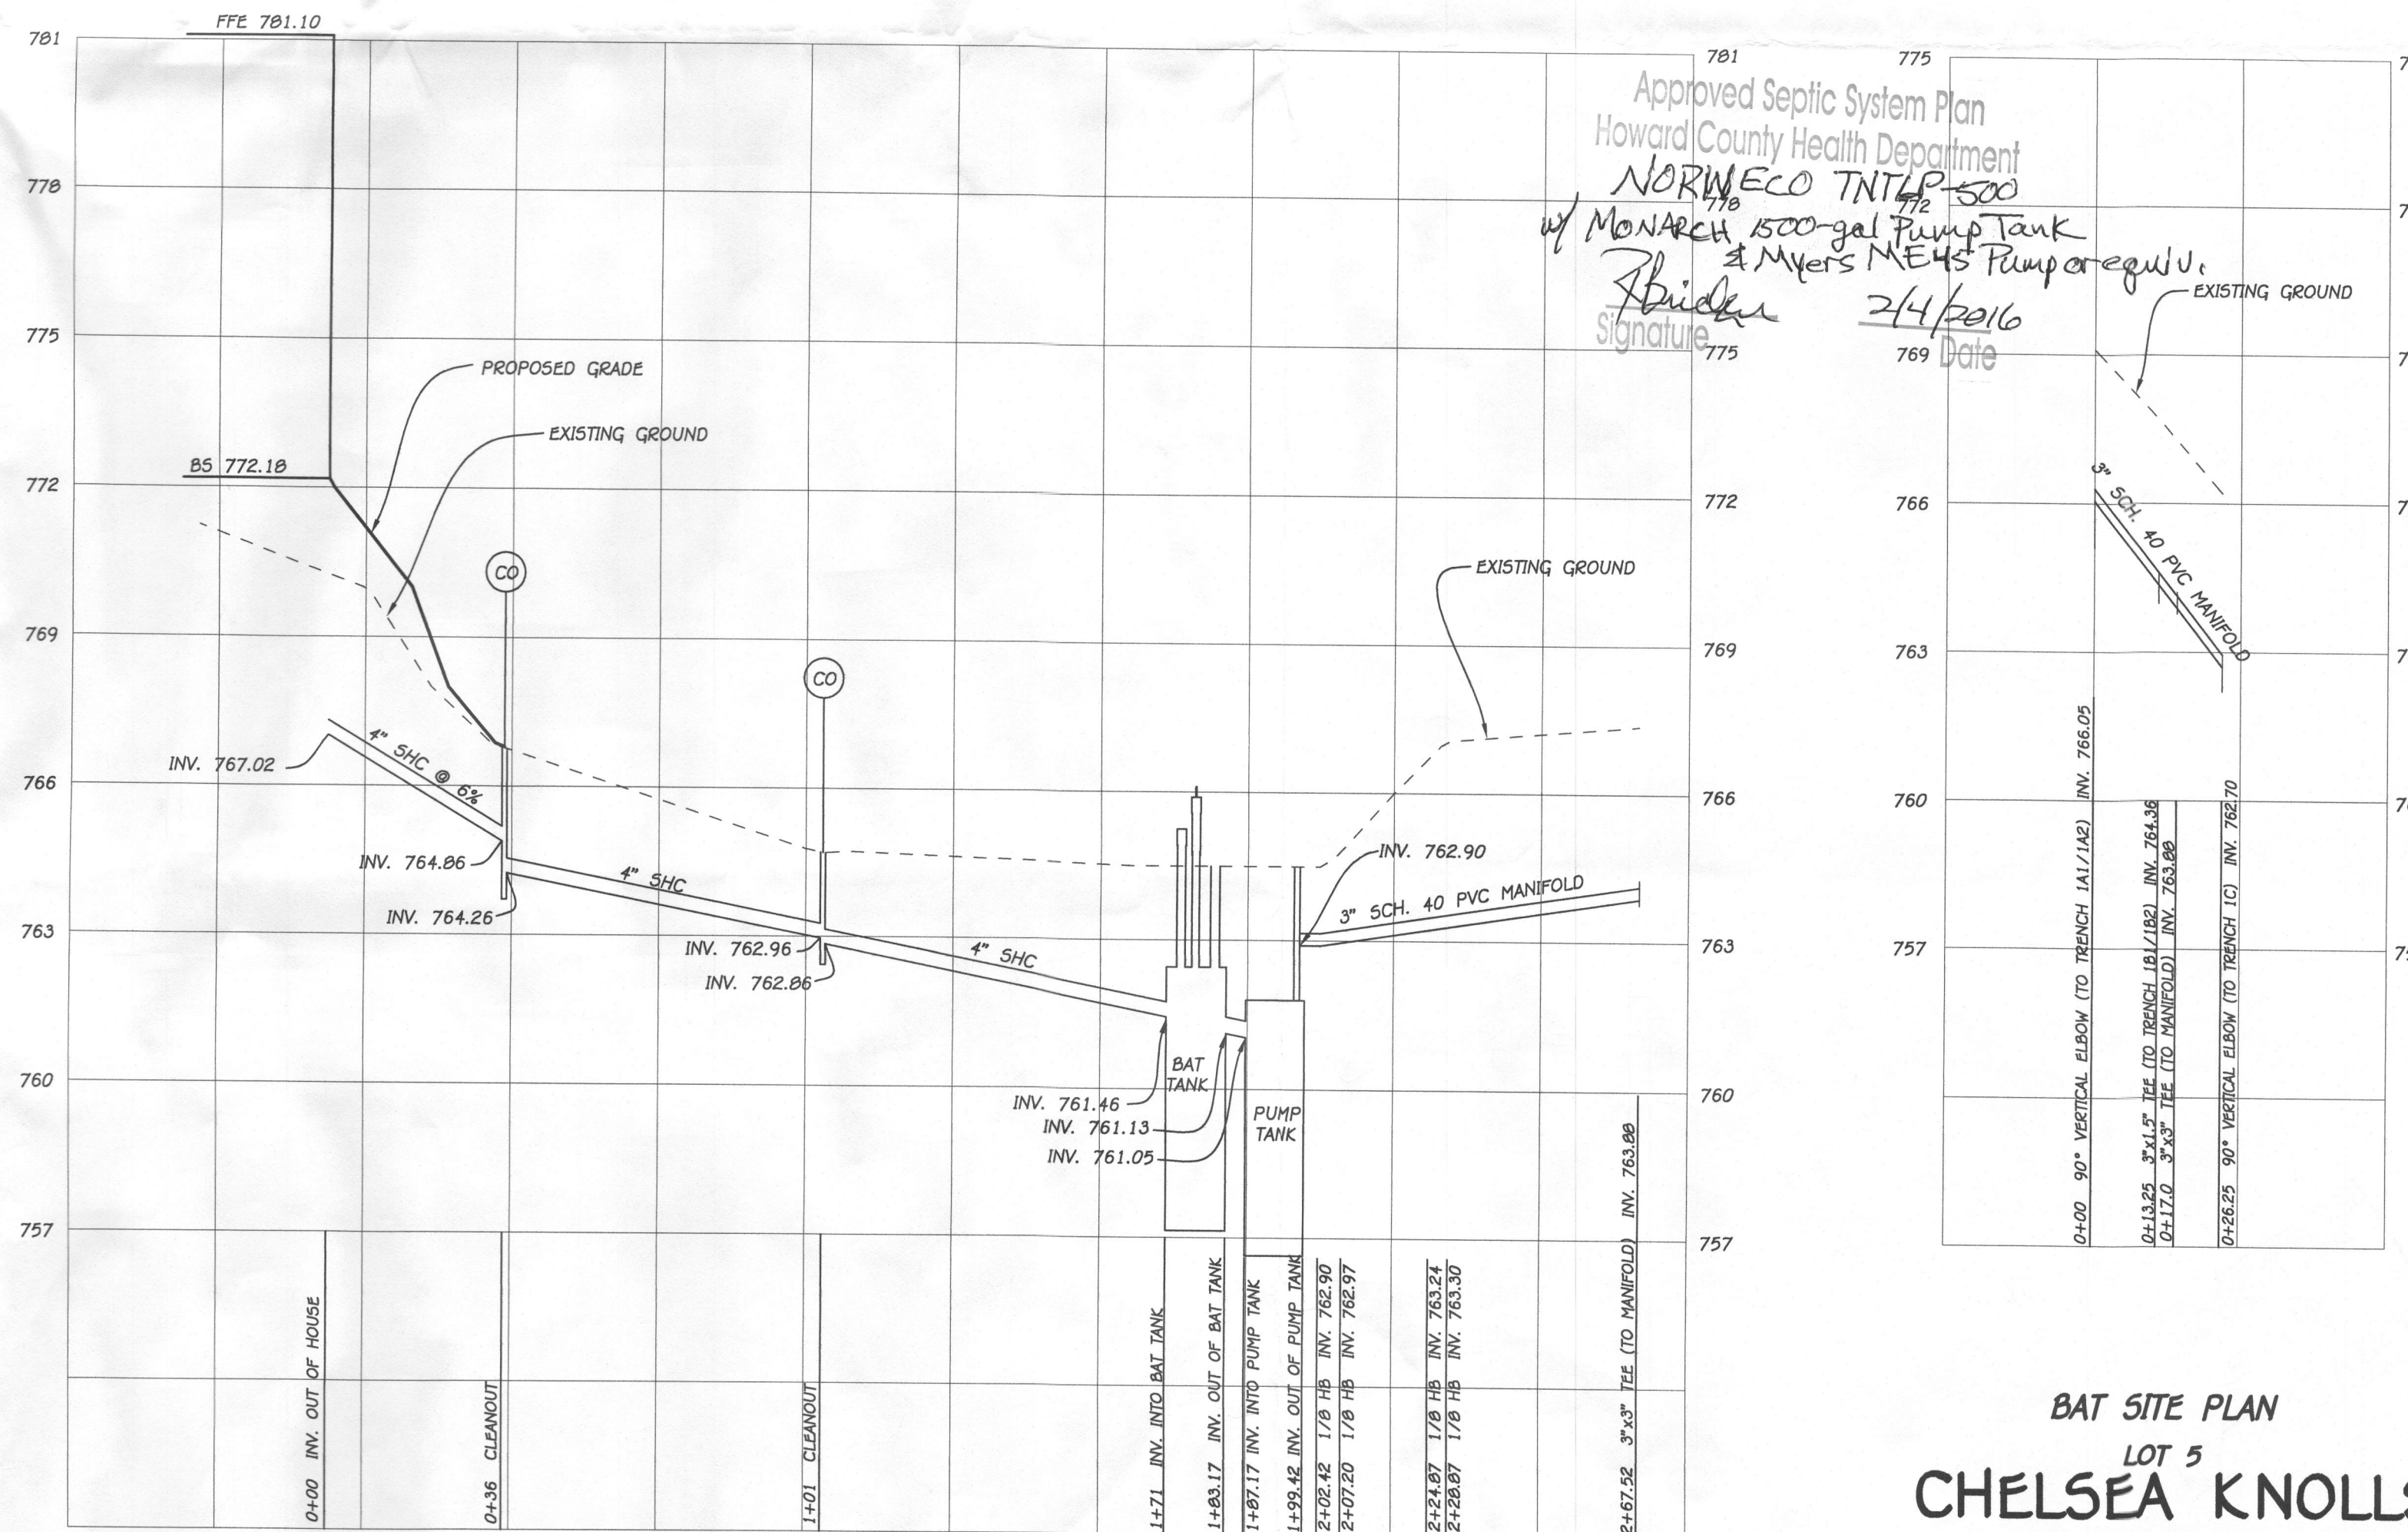 FFE 781.10
781
781
775
Approved Septic System Plan
Howard County Health Department
NORWECO TNTLP-500
w/ MONARCH 1500-gal Pump Tank
& Myers ME45 Pump or equiv.
2/4/2016
Signature
Date
778
778
772
775
775
769
EXISTING GROUND
PROPOSED GRADE
EXISTING GROUND
BS 772.18
772
772
766
3" SCH. 40 PVC MANIFOLD
CO
EXISTING GROUND
769
769
763
CO
4" SHC @ 6%
INV. 767.02
766
766
760
INV. 764.86
4" SHC
INV. 762.90
INV. 764.26
3" SCH. 40 PVC MANIFOLD
763
763
757
INV. 762.96
4" SHC
INV. 762.86
BAT
TANK
760
760
INV. 761.46
INV. 761.13
INV. 761.05
PUMP
TANK
757
757
0+00 INV. OUT OF HOUSE
0+36 CLEANOUT
1+01 CLEANOUT
1+71 INV. INTO BAT TANK
1+83.17 INV. OUT OF BAT TANK
1+87.17 INV. INTO PUMP TANK
1+99.42 INV. OUT OF PUMP TANK
2+02.42 1/8 HB INV. 762.90
2+07.20 1/8 HB INV. 762.97
2+24.87 1/8 HB INV. 763.24
2+28.87 1/8 HB INV. 763.30
2+67.52 3"x3" TEE (TO MANIFOLD) INV. 763.88
0+00 90° VERTICAL ELBOW (TO TRENCH 1A1/1A2) INV. 766.05
0+13.25 3"x1.5" TEE (TO TRENCH 1B1/1B2) INV. 764.36
0+17.0 3"x3" TEE (TO MANIFOLD) INV. 763.88
0+26.25 90° VERTICAL ELBOW (TO TRENCH 1C) INV. 762.70
BAT SITE PLAN
LOT 5
CHELSEA KNOLLS